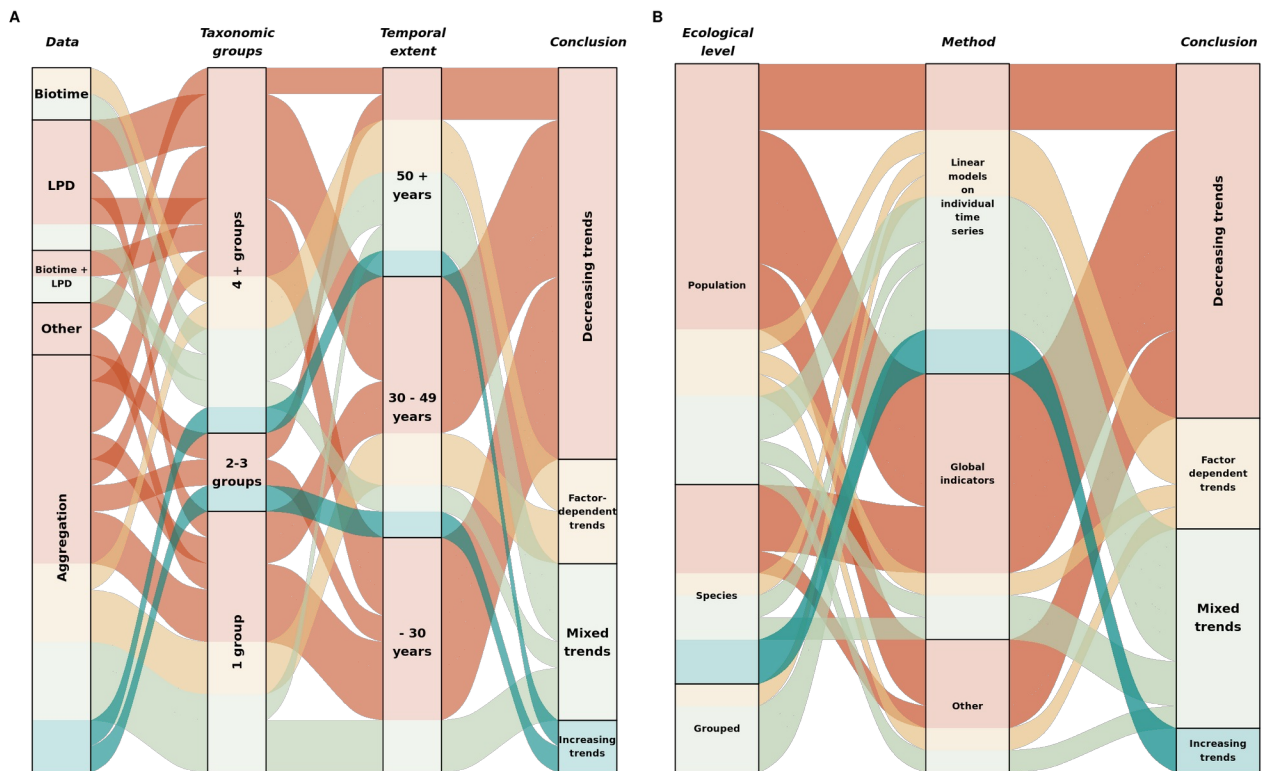 A
Data
Taxonomic
groups
Temporal
extent
Conclusion
Biotime
LPD
Biotime +
LPD
Other
Aggregation
4 + groups
2-3
groups
1 group
50 +
years
30 - 49
years
- 30
years
Decreasing trends
Factor-
dependent
trends
Mixed
trends
Increasing
trends
B
Ecological
level
Method
Conclusion
Population
Species
Grouped
Linear
models
on
individual
time
series
Global
indicators
Other
Decreasing trends
Factor
dependent
trends
Mixed
trends
Increasing
trends